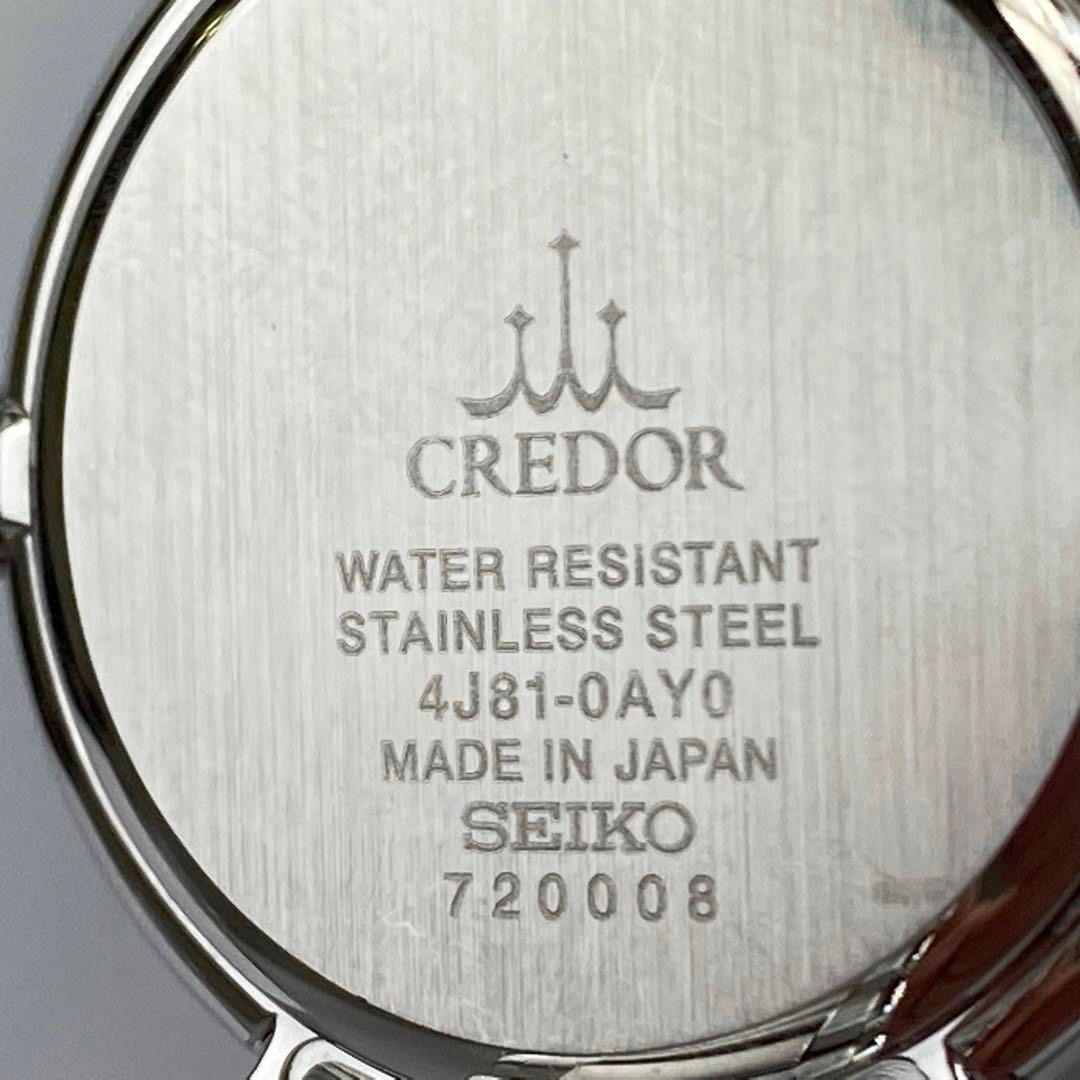 CREDOR
WATER RESISTANT
STAINLESS STEEL
4J81-0AY0
MADE IN JAPAN
SEIKO
720008